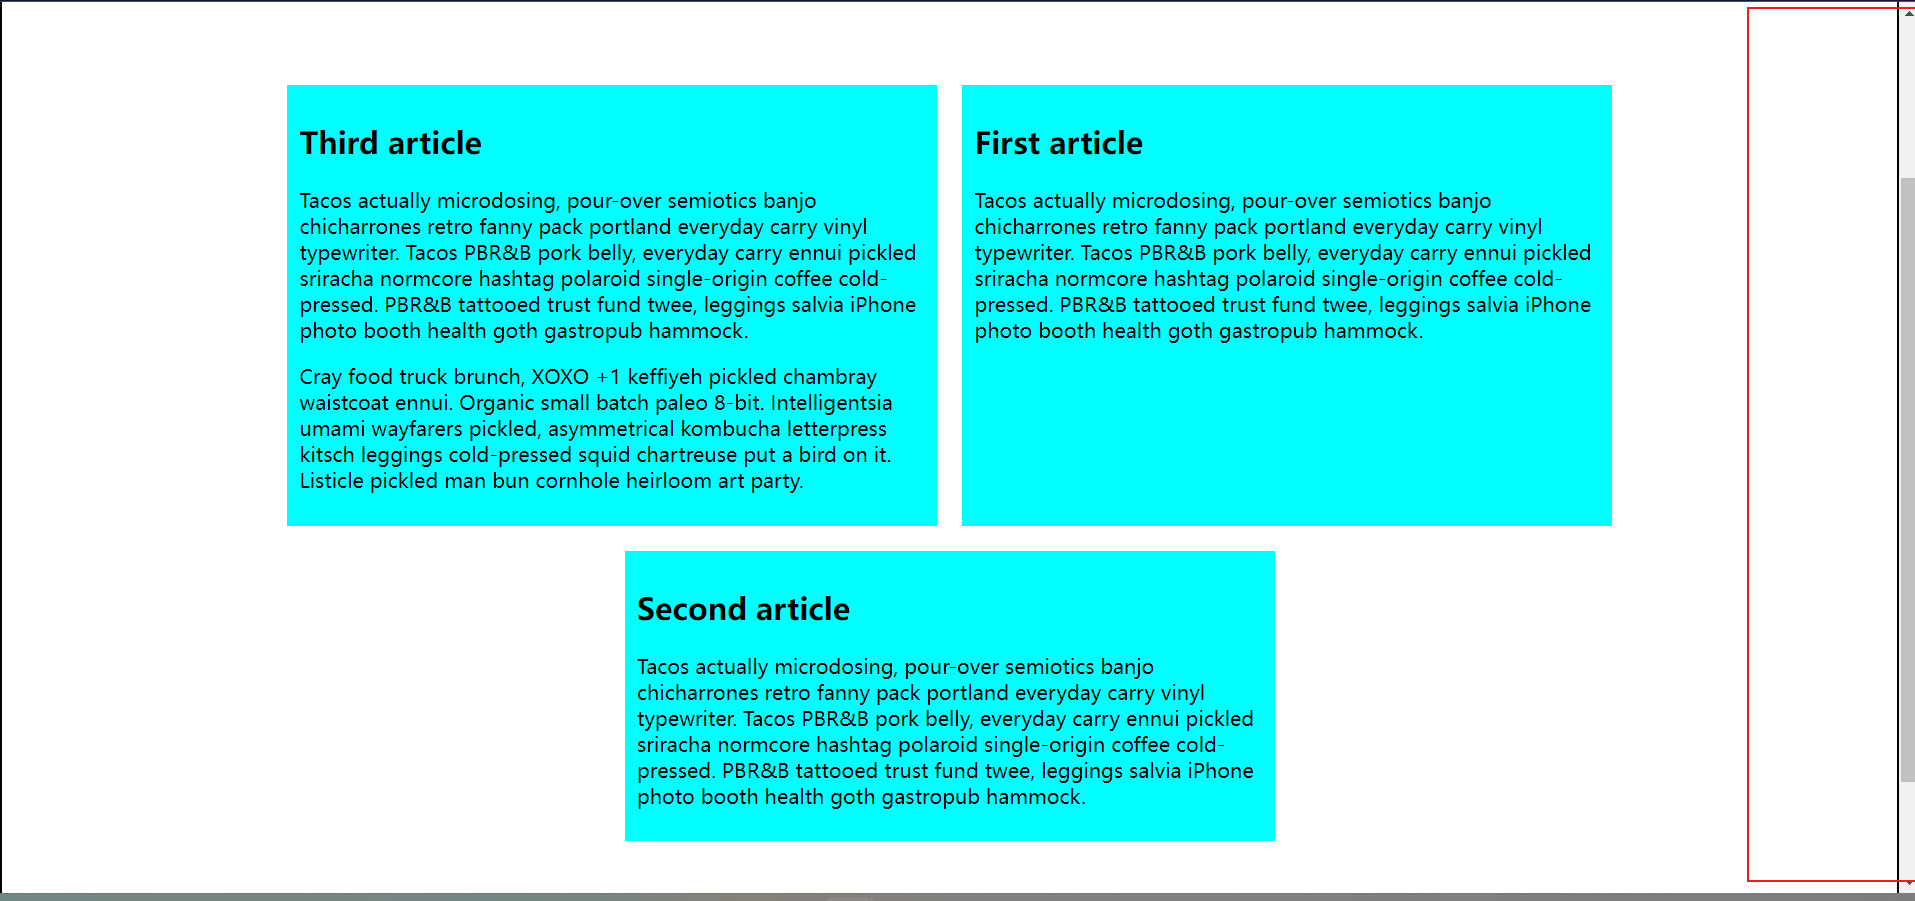 Third article
Tacos actually microdosing, pour-over semiotics banjo
chicharrones retro fanny pack portland everyday carry vinyl
typewriter. Tacos PBR&B pork belly, everyday carry ennui pickled
sriracha normcore hashtag polaroid single-origin coffee cold-
pressed. PBR&B tattooed trust fund twee, leggings salvia iPhone
photo booth health goth gastropub hammock.
Cray food truck brunch, XOXO +1 keffiyeh pickled chambray
waistcoat ennui. Organic small batch paleo 8-bit. Intelligentsia
umami wayfarers pickled, asymmetrical kombucha letterpress
kitsch leggings cold-pressed squid chartreuse put a bird on it.
Listicle pickled man bun cornhole heirloom art party.
First article
Tacos actually microdosing, pour-over semiotics banjo
chicharrones retro fanny pack portland everyday carry vinyl
typewriter. Tacos PBR&B pork belly, everyday carry ennui pickled
sriracha normcore hashtag polaroid single-origin coffee cold-
pressed. PBR&B tattooed trust fund twee, leggings salvia iPhone
photo booth health goth gastropub hammock.
Second article
Tacos actually microdosing, pour-over semiotics banjo
chicharrones retro fanny pack portland everyday carry vinyl
typewriter. Tacos PBR&B pork belly, everyday carry ennui pickled
sriracha normcore hashtag polaroid single-origin coffee cold-
pressed. PBR&B tattooed trust fund twee, leggings salvia iPhone
photo booth health goth gastropub hammock.